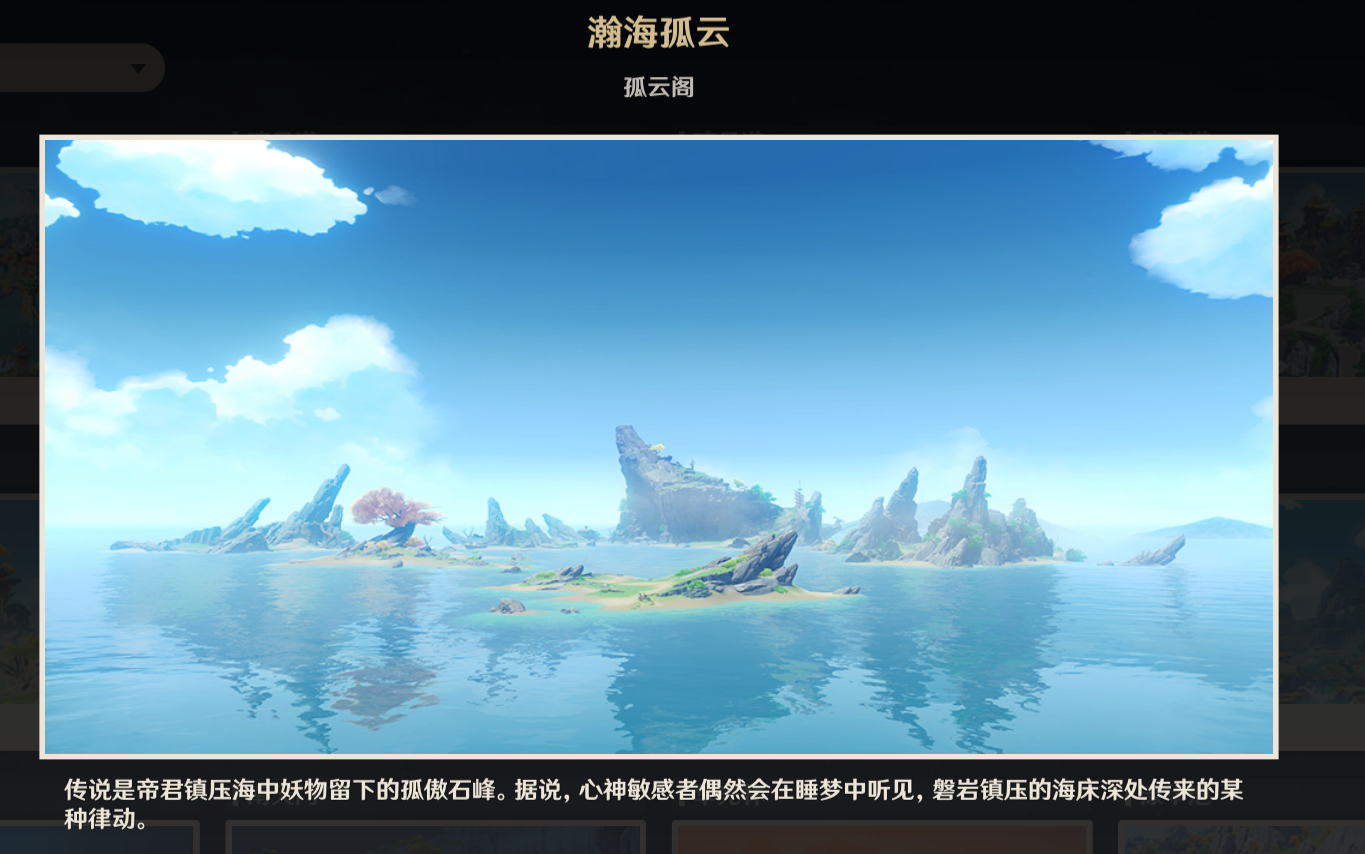 瀚海孤云
孤云阁
传说是帝君镇压海中妖物留下的孤傲石峰。据说，心神敏感者偶然会在睡梦中听见，磐岩镇压的海床深处传来的某
种律动。